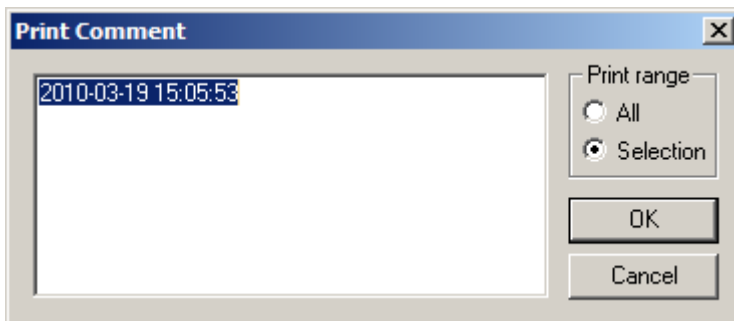 Print Comment
2010-03-19 15:05:53
Print range
All
Selection
OK
Cancel